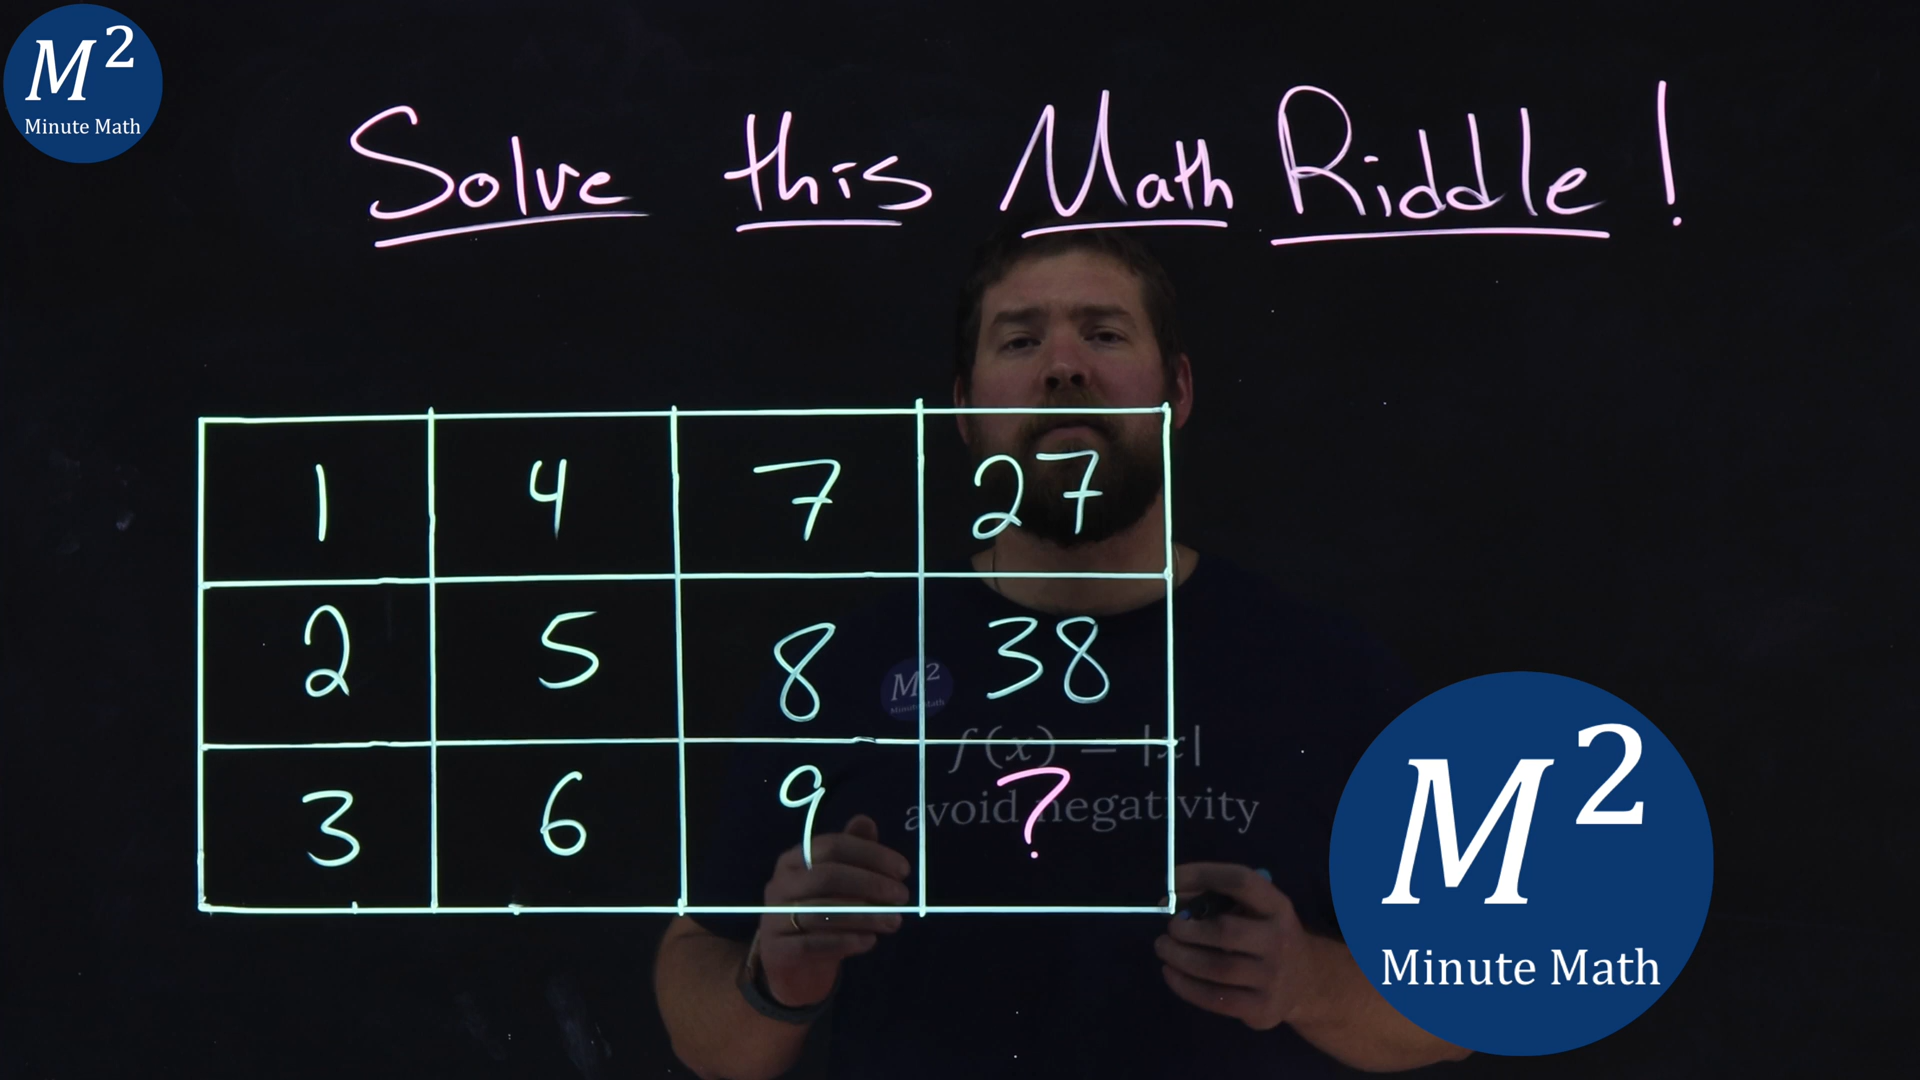 M²
Minute Math
Solve this Math Riddle!
1 4 7 27
2 5 8 38
3 6 9 ?
M²
Minute Math
f(x) = |x|
avoid negativity
M²
Minute Math